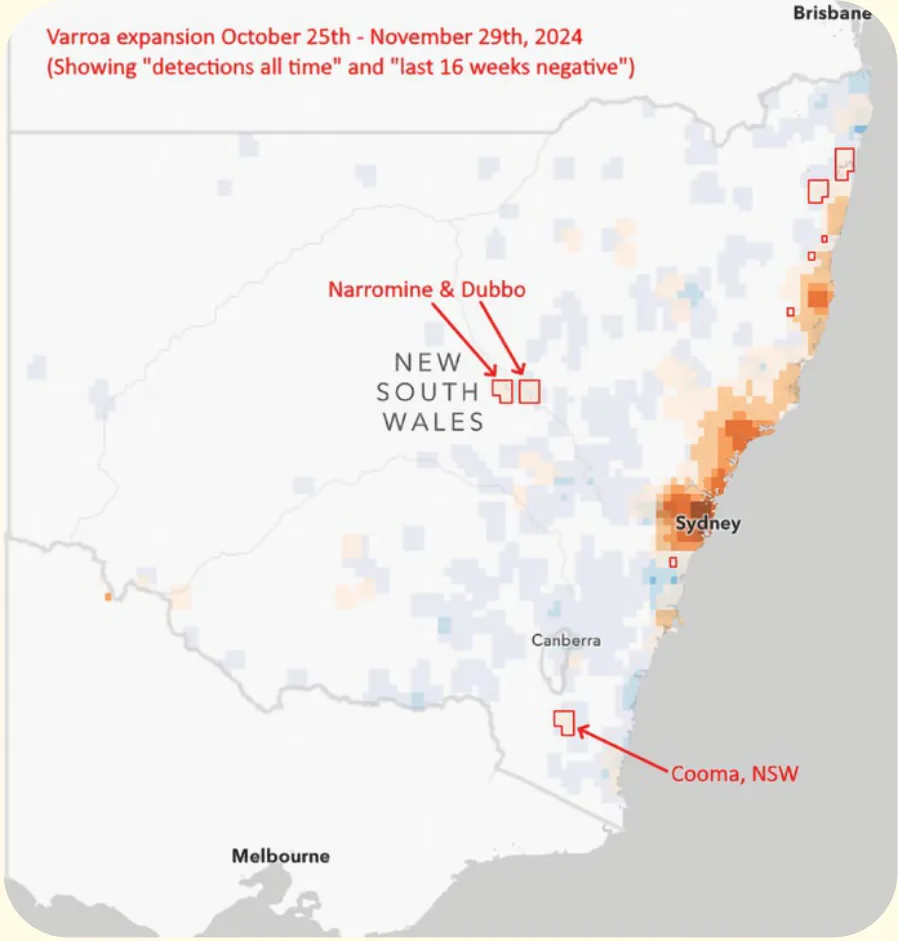 Brisbane
Varroa expansion October 25th - November 29th, 2024
(Showing "detections all time" and "last 16 weeks negative")
Narromine & Dubbo
NEW
SOUTH
WALES
Sydney
Canberra
Cooma, NSW
Melbourne